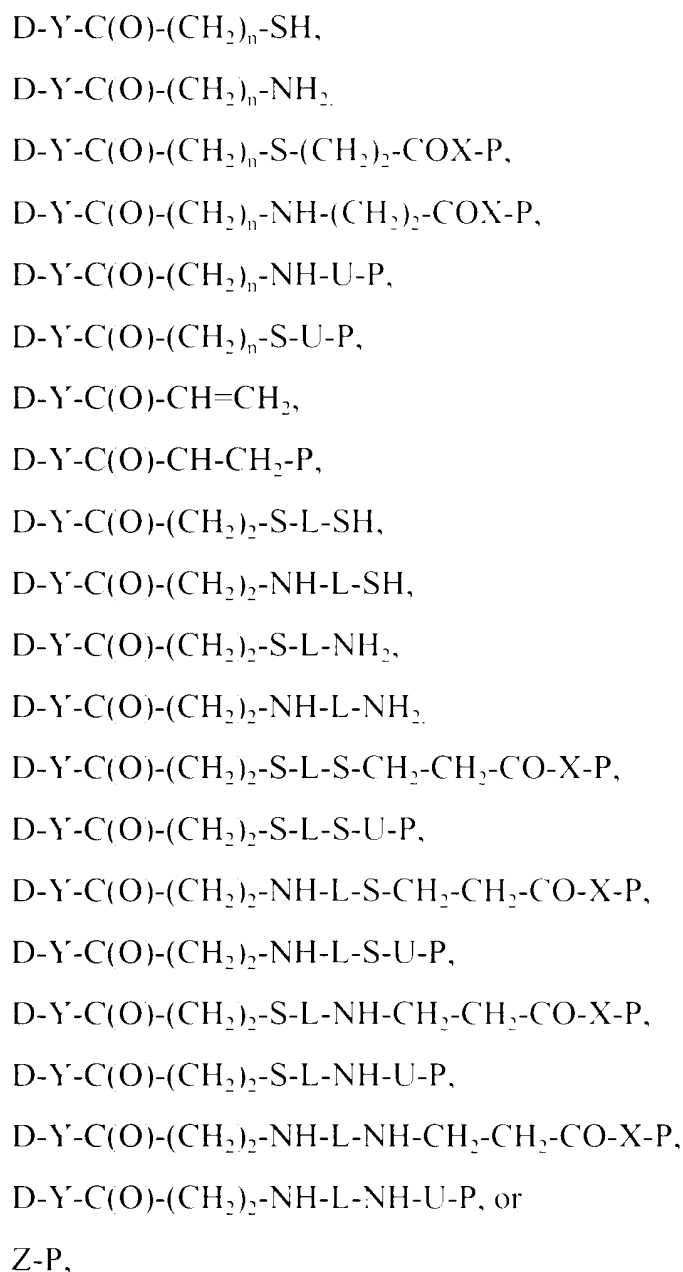 D-Y-C(O)-(CH₂)ₙ-SH,
D-Y-C(O)-(CH₂)ₙ-NH₂.
D-Y-C(O)-(CH₂)ₙ-S-(CH₂)₂-COX-P,
D-Y-C(O)-(CH₂)ₙ-NH-(CH₂)₂-COX-P,
D-Y-C(O)-(CH₂)ₙ-NH-U-P,
D-Y-C(O)-(CH₂)ₙ-S-U-P,
D-Y-C(O)-CH=CH₂,
D-Y-C(O)-CH-CH₂-P,
D-Y-C(O)-(CH₂)₂-S-L-SH,
D-Y-C(O)-(CH₂)₂-NH-L-SH,
D-Y-C(O)-(CH₂)₂-S-L-NH₂,
D-Y-C(O)-(CH₂)₂-NH-L-NH₂.
D-Y-C(O)-(CH₂)₂-S-L-S-CH₂-CH₂-CO-X-P,
D-Y-C(O)-(CH₂)₂-S-L-S-U-P,
D-Y-C(O)-(CH₂)₂-NH-L-S-CH₂-CH₂-CO-X-P,
D-Y-C(O)-(CH₂)₂-NH-L-S-U-P,
D-Y-C(O)-(CH₂)₂-S-L-NH-CH₂-CH₂-CO-X-P,
D-Y-C(O)-(CH₂)₂-S-L-NH-U-P,
D-Y-C(O)-(CH₂)₂-NH-L-NH-CH₂-CH₂-CO-X-P,
D-Y-C(O)-(CH₂)₂-NH-L-NH-U-P, or
Z-P,